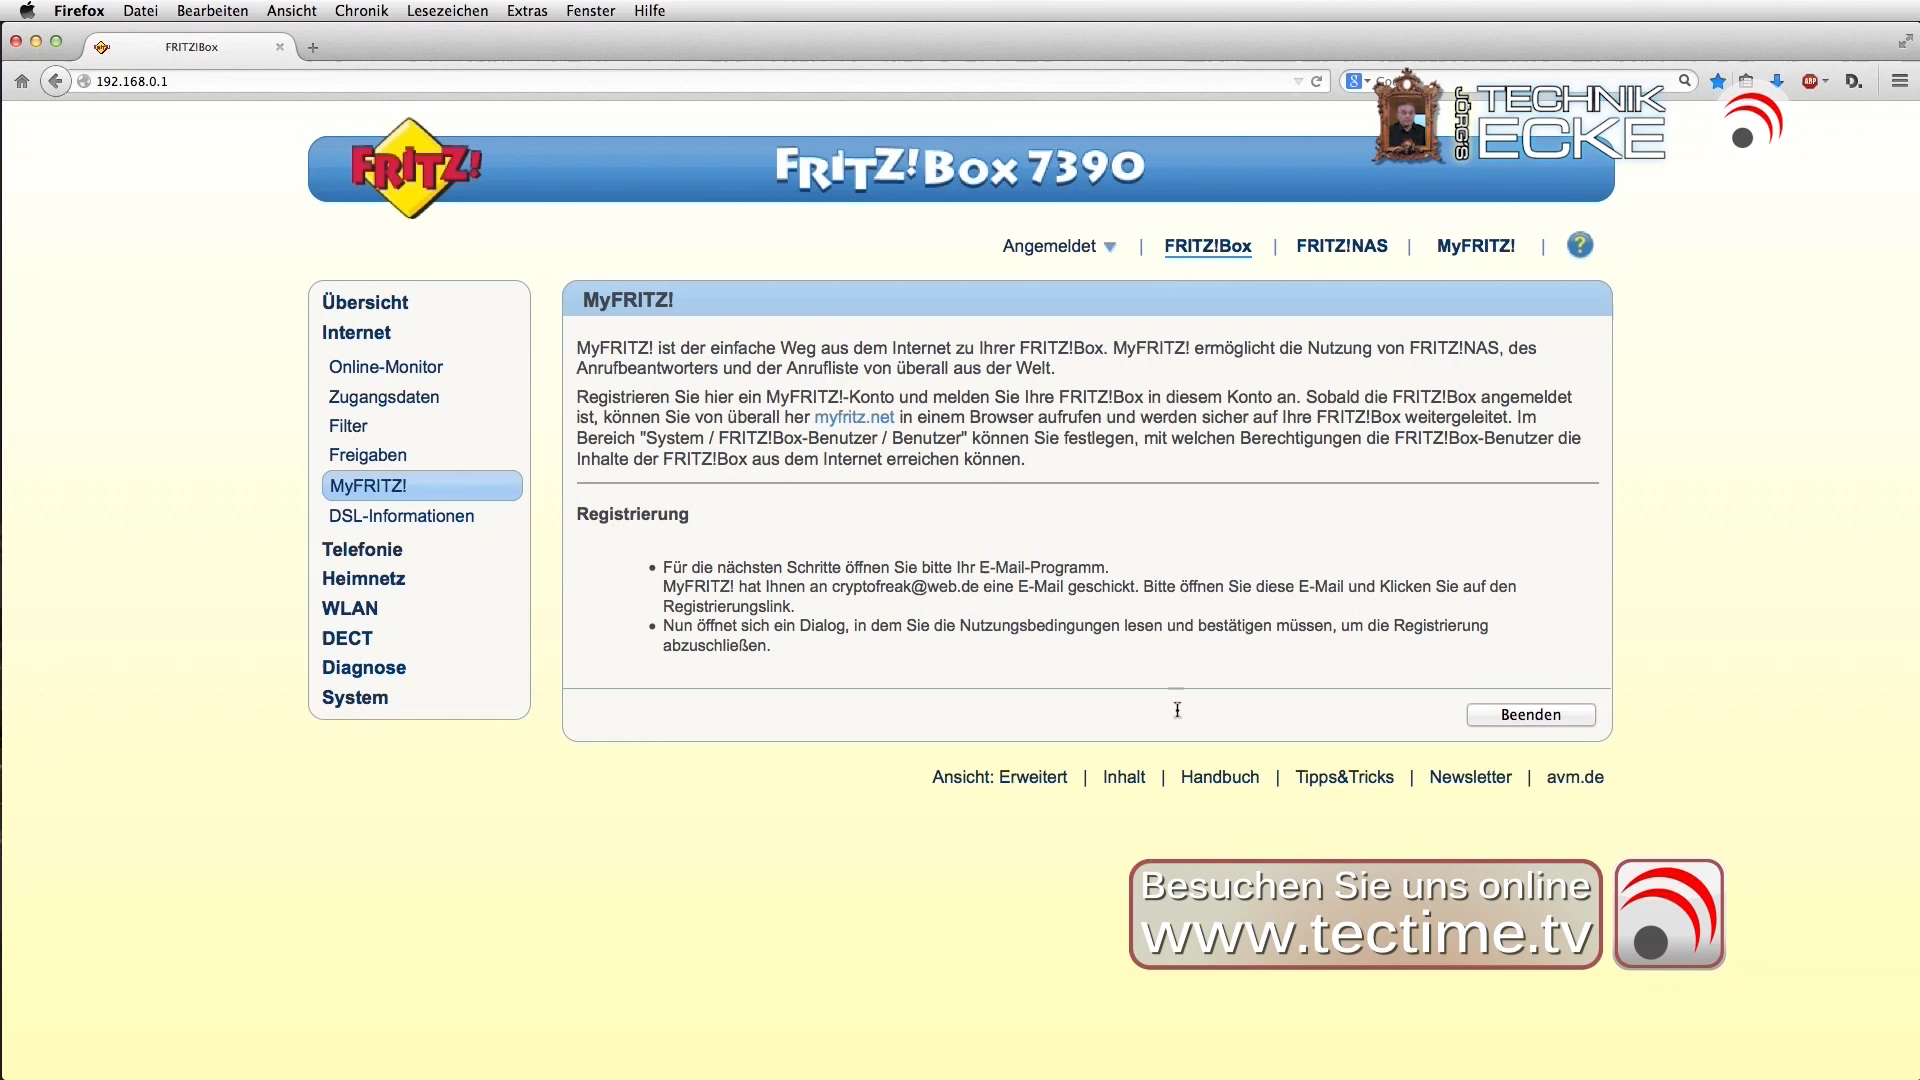 Firefox Datei Bearbeiten Ansicht Chronik Lesezeichen Extras Fenster Hilfe
FRITZ!Box
192.168.0.1
ABP D.
JÖRGS TECHNIK
ECKE
FRITZ!
FRITZ!Box 7390
Angemeldet | FRITZ!Box | FRITZ!NAS | MyFRITZ! | ?
Übersicht
Internet
Online-Monitor
Zugangsdaten
Filter
Freigaben
MyFRITZ!
DSL-Informationen
Telefonie
Heimnetz
WLAN
DECT
Diagnose
System
MyFRITZ!
MyFRITZ! ist der einfache Weg aus dem Internet zu Ihrer FRITZ!Box. MyFRITZ! ermöglicht die Nutzung von FRITZ!NAS, des
Anrufbeantworters und der Anrufliste von überall aus der Welt.
Registrieren Sie hier ein MyFRITZ!-Konto und melden Sie Ihre FRITZ!Box in diesem Konto an. Sobald die FRITZ!Box angemeldet
ist, können Sie von überall her myfritz.net in einem Browser aufrufen und werden sicher auf Ihre FRITZ!Box weitergeleitet. Im
Bereich "System / FRITZ!Box-Benutzer / Benutzer" können Sie festlegen, mit welchen Berechtigungen die FRITZ!Box-Benutzer die
Inhalte der FRITZ!Box aus dem Internet erreichen können.
Registrierung
• Für die nächsten Schritte öffnen Sie bitte Ihr E-Mail-Programm.
MyFRITZ! hat Ihnen an cryptofreak@web.de eine E-Mail geschickt. Bitte öffnen Sie diese E-Mail und Klicken Sie auf den
Registrierungslink.
• Nun öffnet sich ein Dialog, in dem Sie die Nutzungsbedingungen lesen und bestätigen müssen, um die Registrierung
abzuschließen.
Beenden
Ansicht: Erweitert | Inhalt | Handbuch | Tipps&Tricks | Newsletter | avm.de
Besuchen Sie uns online
www.tectime.tv